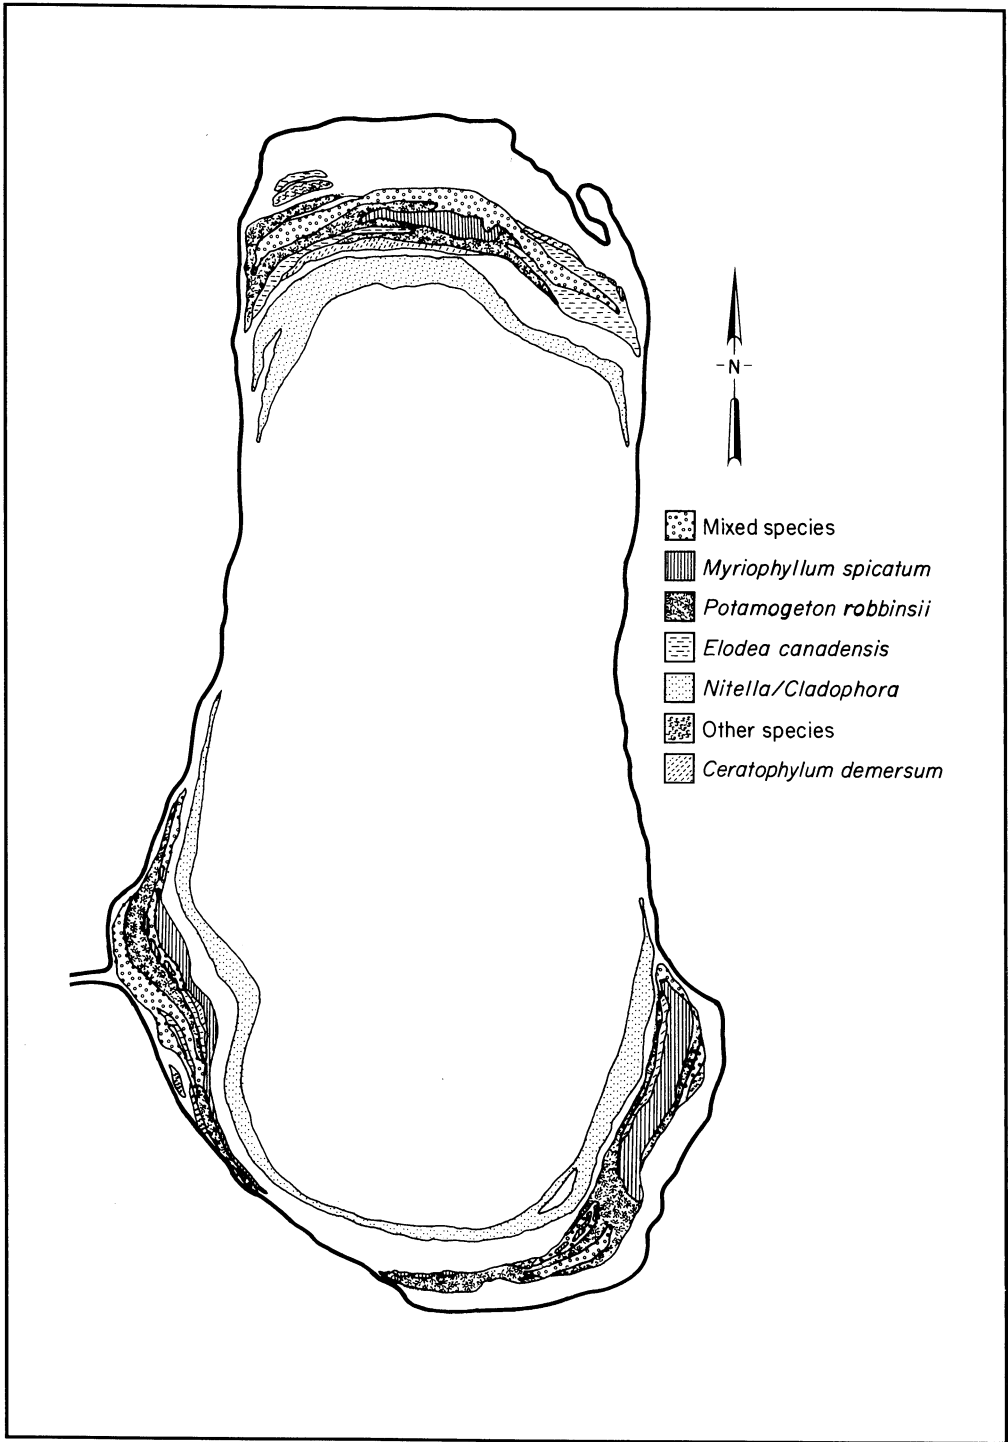 -N-
Mixed species
Myriophyllum spicatum
Potamogeton robbinsii
Elodea canadensis
Nitella/Cladophora
Other species
Ceratophylum demersum